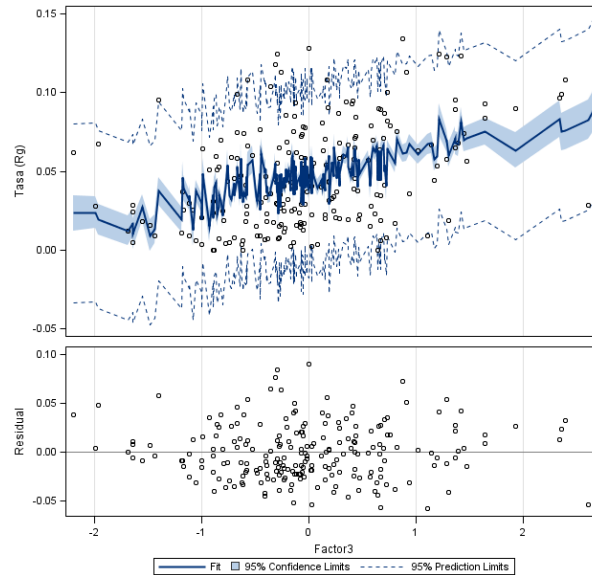 0.15
0.10
0.05
0.00
-0.05
Tasa (Rg)
0.10
0.05
0.00
-0.05
Residual
-2 -1 0 1 2
Factor3
Fit 95% Confidence Limits 95% Prediction Limits